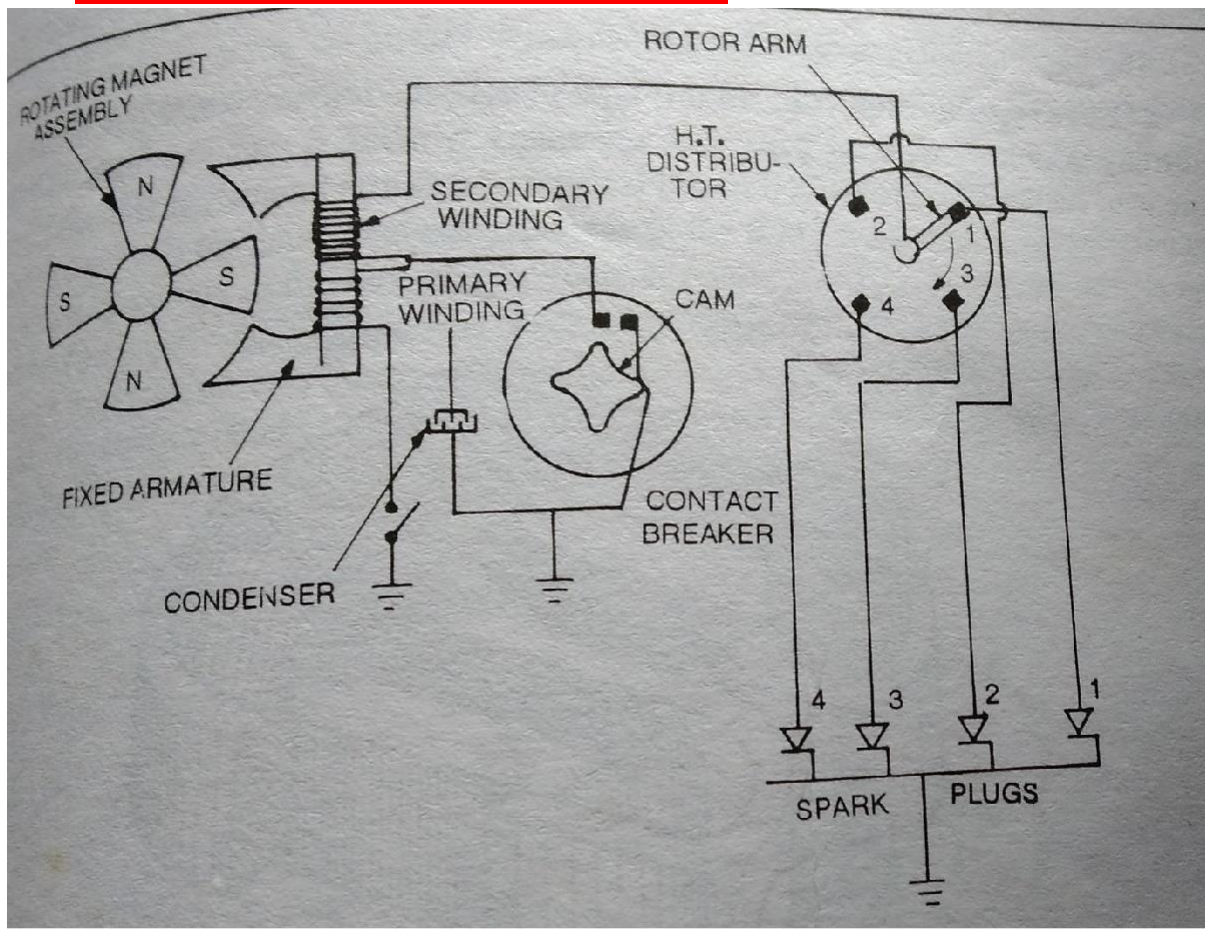 ROTATING MAGNET
ASSEMBLY
ROTOR ARM
H.T.
DISTRIBU-
TOR
N
S
S
N
SECONDARY
WINDING
PRIMARY
WINDING
CAM
2
1
3
4
FIXED ARMATURE
CONTACT
BREAKER
CONDENSER
4
3
2
1
SPARK PLUGS